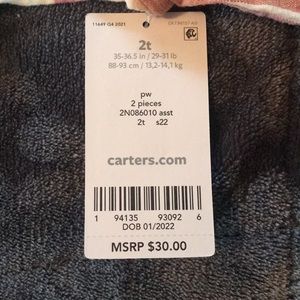 11649 Q4 2021
2t
35-36.5 in / 29-31 lb
88-93 cm / 13,2-14,1 kg
pw
2 pieces
2N086010 asst
2t s22
carters.com
1 94135 93092 6
DOB 01/2022
MSRP $30.00